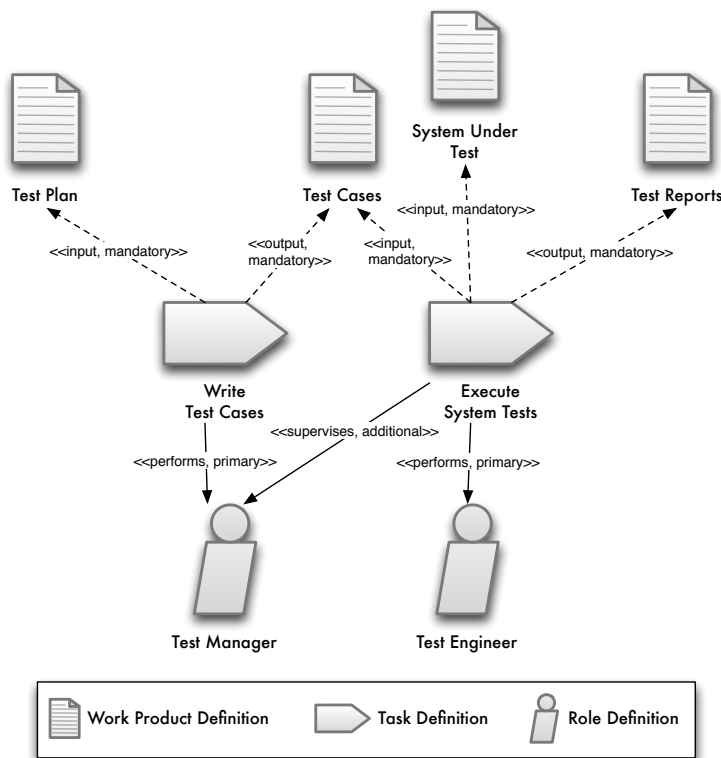 System Under
Test
Test Plan
Test Cases
Test Reports
<<input, mandatory>>
<<input, mandatory>>
<<output,
mandatory>>
<<input,
mandatory>>
<<output, mandatory>>
Write
Test Cases
Execute
System Tests
<<supervises, additional>>
<<performs, primary>>
<<performs, primary>>
Test Manager
Test Engineer
Work Product Definition
Task Definition
Role Definition